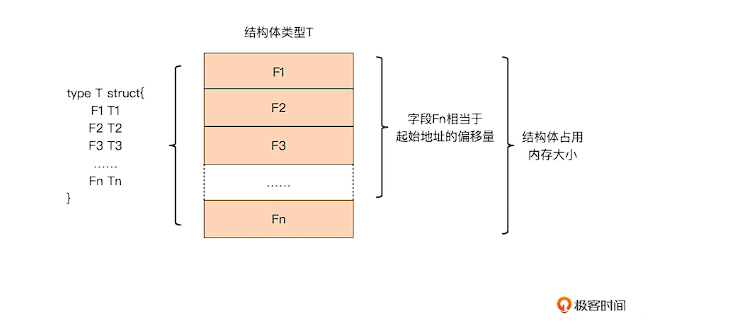 结构体类型T
type T struct{
F1 T1
F2 T2
F3 T3
......
Fn Tn
}
F1
F2
F3
......
Fn
字段Fn相当于
起始地址的偏移量
结构体占用
内存大小
极客时间